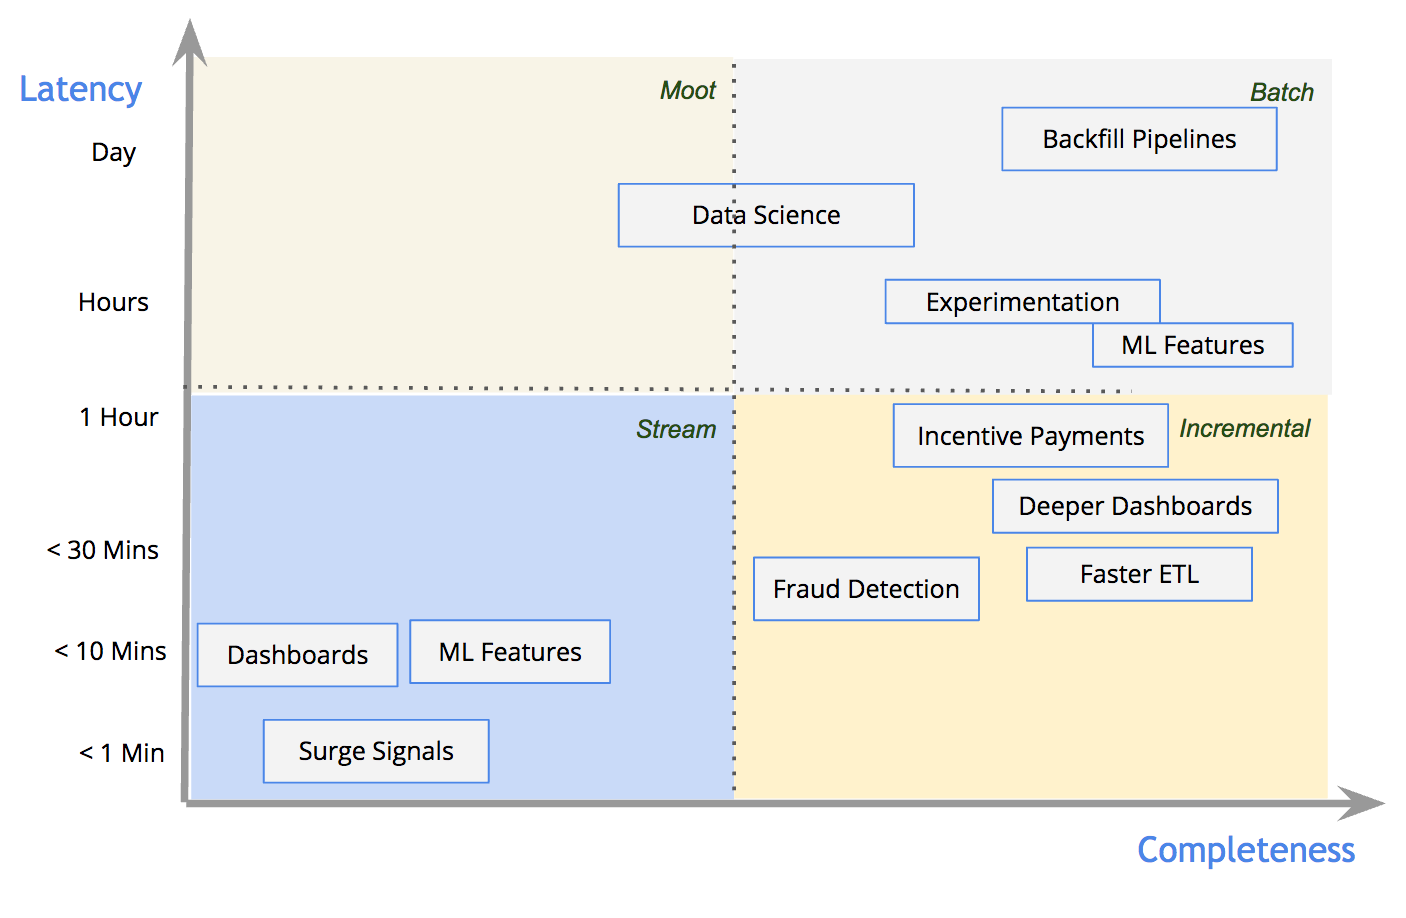 Latency
Moot
Batch
Day
Backfill Pipelines
Data Science
Hours
Experimentation
ML Features
1 Hour
Stream
Incentive Payments
Incremental
Deeper Dashboards
< 30 Mins
Fraud Detection
Faster ETL
< 10 Mins
Dashboards
ML Features
< 1 Min
Surge Signals
Completeness